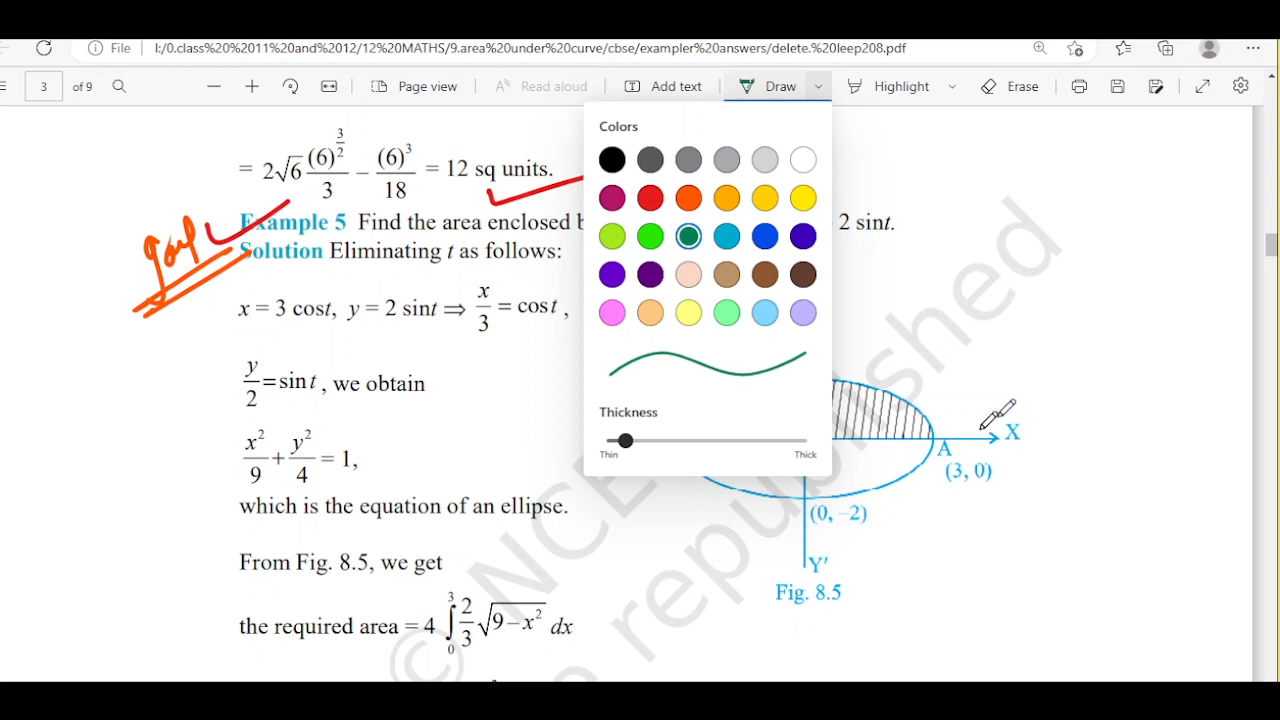 File
I:/0.class%20%2011%20and%2012/12%20MATHS/9.area%20under%20curve/cbse/exampler%20answers/delete.%20leep208.pdf
3 of 9
Page view
Read aloud
Add text
Draw
Highlight
Erase
Colors
Thickness
Thin
Thick
= 2√6 (6)^(3/2)/3 − (6)³/18 = 12 sq units.
Example 5 Find the area enclosed b 2 sint.
Solution Eliminating t as follows:
x = 3 cost, y = 2 sint ⇒ x/3 = cost ,
y/2 = sin t , we obtain
x²/9 + y²/4 = 1,
which is the equation of an ellipse.
From Fig. 8.5, we get
the required area = 4 ∫₀³ 2/3 √(9−x²) dx
X
A
(3, 0)
(0, –2)
Y′
Fig. 8.5
© NCE
republished